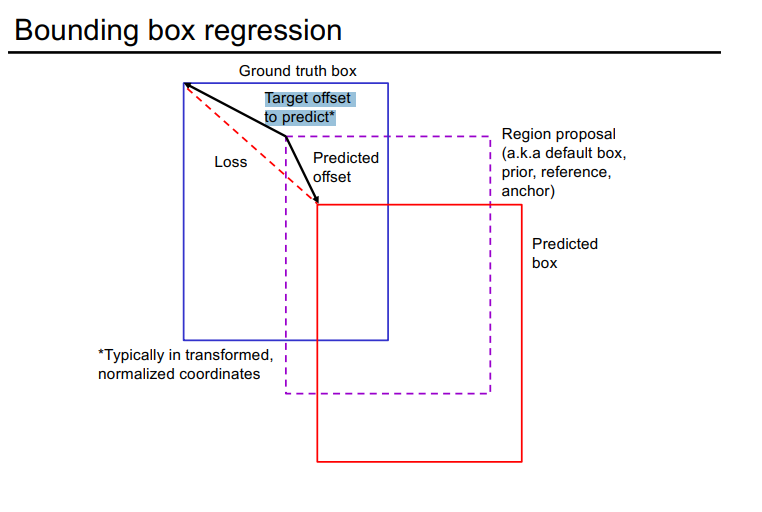 Bounding box regression
Ground truth box
Target offset
to predict*
Region proposal
(a.k.a default box,
prior, reference,
anchor)
Loss
Predicted
offset
Predicted
box
*Typically in transformed,
normalized coordinates